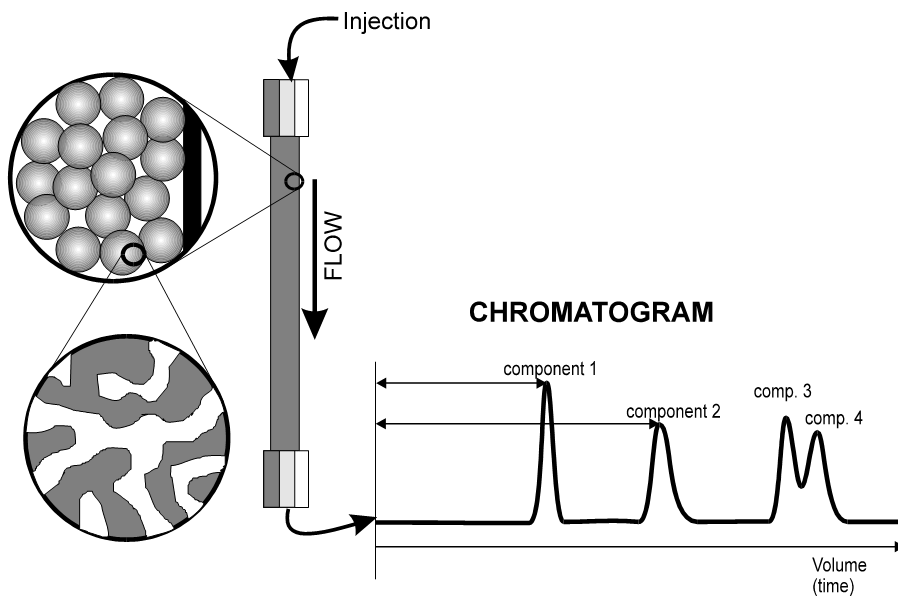 Injection
FLOW
CHROMATOGRAM
component 1
component 2
comp. 3
comp. 4
Volume
(time)